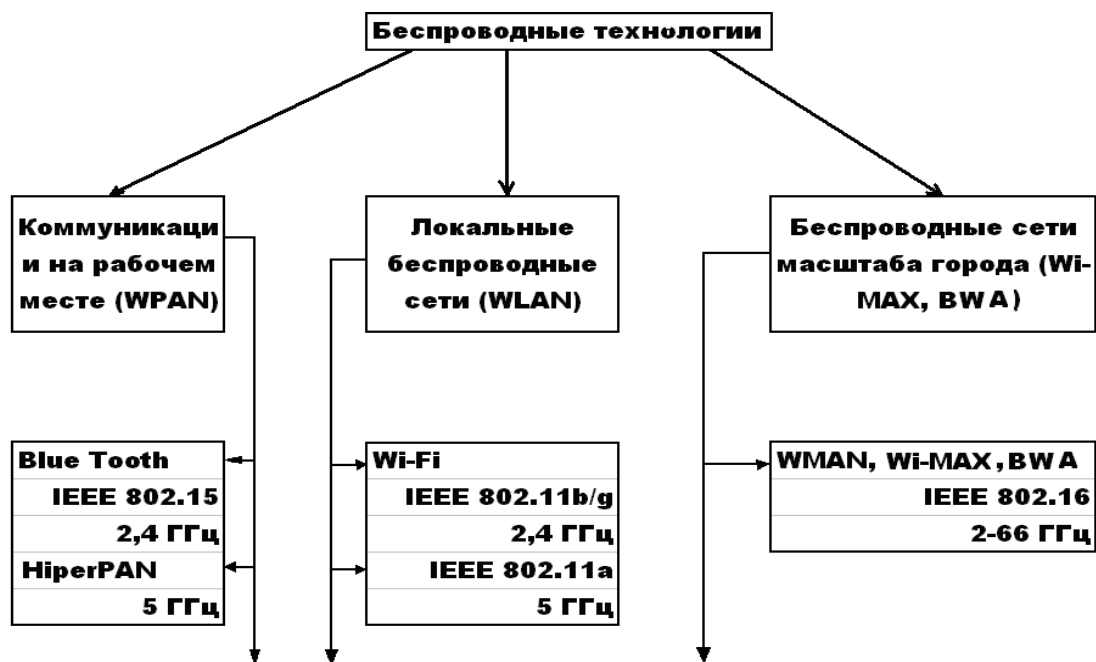 Беспроводные технологии
Коммуникаци
и на рабочем
месте (WPAN)
Локальные
беспроводные
сети (WLAN)
Беспроводные сети
масштаба города (Wi-
MAX, BWA)
Blue Tooth
IEEE 802.15
2,4 ГГц
HiperPAN
5 ГГц
Wi-Fi
IEEE 802.11b/g
2,4 ГГц
IEEE 802.11a
5 ГГц
WMAN, Wi-MAX, BWA
IEEE 802.16
2-66 ГГц